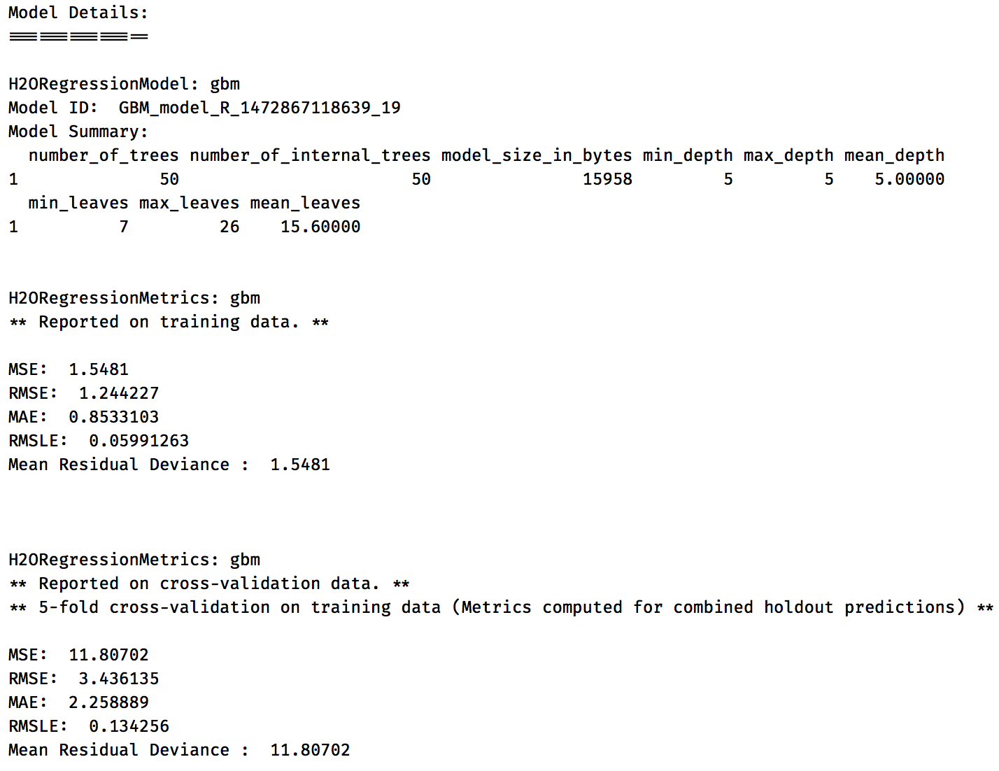 Model Details:
==============
H2ORegressionModel: gbm
Model ID:  GBM_model_R_1472867118639_19
Model Summary:
  number_of_trees number_of_internal_trees model_size_in_bytes min_depth max_depth mean_depth
1              50                       50               15958         5         5    5.00000
  min_leaves max_leaves mean_leaves
1          7         26    15.60000
H2ORegressionMetrics: gbm
** Reported on training data. **
MSE:  1.5481
RMSE:  1.244227
MAE:  0.8533103
RMSLE:  0.05991263
Mean Residual Deviance :  1.5481
H2ORegressionMetrics: gbm
** Reported on cross-validation data. **
** 5-fold cross-validation on training data (Metrics computed for combined holdout predictions) **
MSE:  11.80702
RMSE:  3.436135
MAE:  2.258889
RMSLE:  0.134256
Mean Residual Deviance :  11.80702